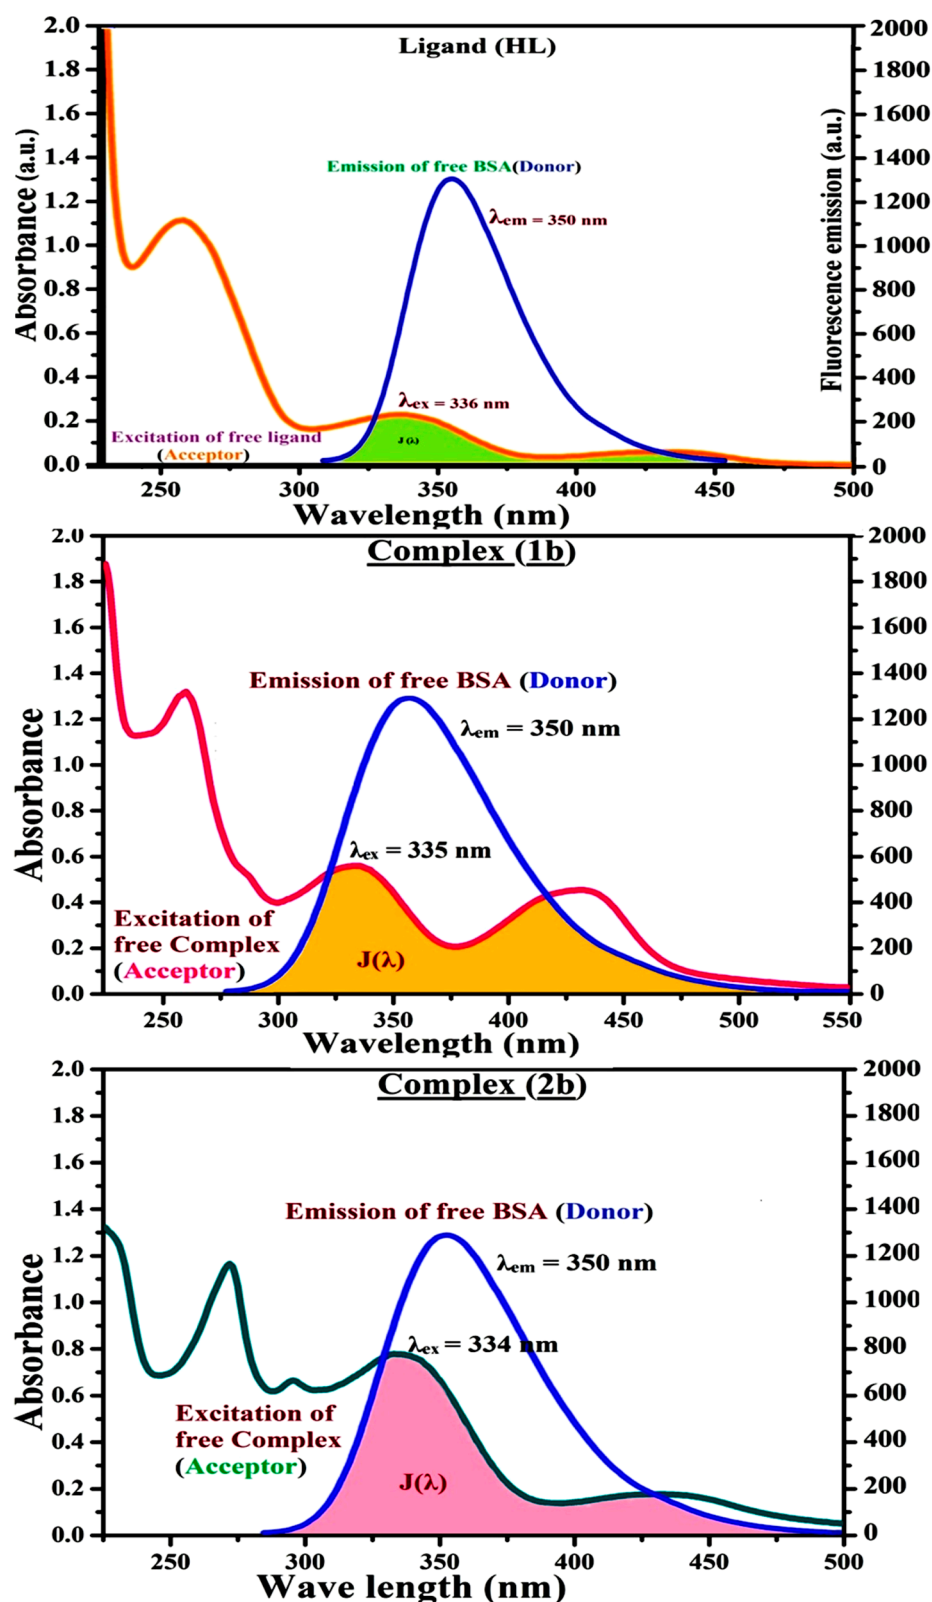 Ligand (HL)
2.0
1.8
1.6
1.4
1.2
1.0
0.8
0.6
0.4
0.2
0.0
Absorbance (a.u.)
2000
1800
1600
1400
1200
1000
800
600
400
200
0
Fluorescence emission (a.u.)
Emission of free BSA(Donor)
λem = 350 nm
λex = 336 nm
Excitation of free ligand
(Acceptor)
J (λ)
250 300 350 400 450 500
Wavelength (nm)
Complex (1b)
2.0
1.8
1.6
1.4
1.2
1.0
0.8
0.6
0.4
0.2
0.0
Absorbance
2000
1800
1600
1400
1200
1000
800
600
400
200
0
Emission of free BSA (Donor)
λem = 350 nm
λex = 335 nm
Excitation of
free Complex
(Acceptor)
J(λ)
250 300 350 400 450 500 550
Wavelength (nm)
Complex (2b)
2.0
1.8
1.6
1.4
1.2
1.0
0.8
0.6
0.4
0.2
0.0
Absorbance
2000
1800
1600
1400
1200
1000
800
600
400
200
0
Emission of free BSA (Donor)
λem = 350 nm
λex = 334 nm
Excitation of
free Complex
(Acceptor)
J(λ)
250 300 350 400 450 500
Wave length (nm)